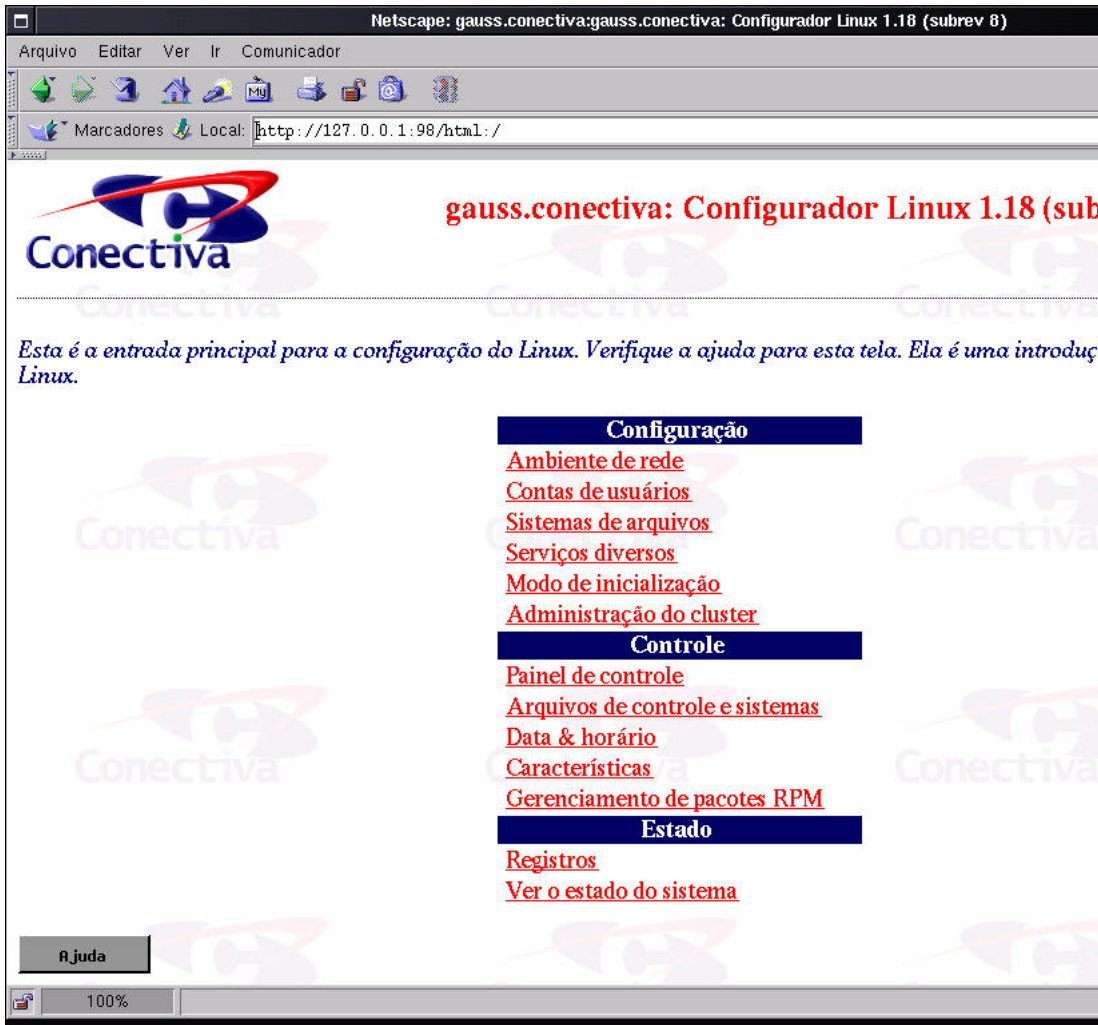 Netscape: gauss.conectiva:gauss.conectiva: Configurador Linux 1.18 (subrev 8)
Arquivo Editar Ver Ir Comunicador
My
Marcadores Local: http://127.0.0.1:98/html:/
Conectiva
gauss.conectiva: Configurador Linux 1.18 (sub
Esta é a entrada principal para a configuração do Linux. Verifique a ajuda para esta tela. Ela é uma introduç
Linux.
Configuração
Ambiente de rede
Contas de usuários
Sistemas de arquivos
Serviços diversos
Modo de inicialização
Administração do cluster
Controle
Painel de controle
Arquivos de controle e sistemas
Data & horário
Características
Gerenciamento de pacotes RPM
Estado
Registros
Ver o estado do sistema
Ajuda
100%